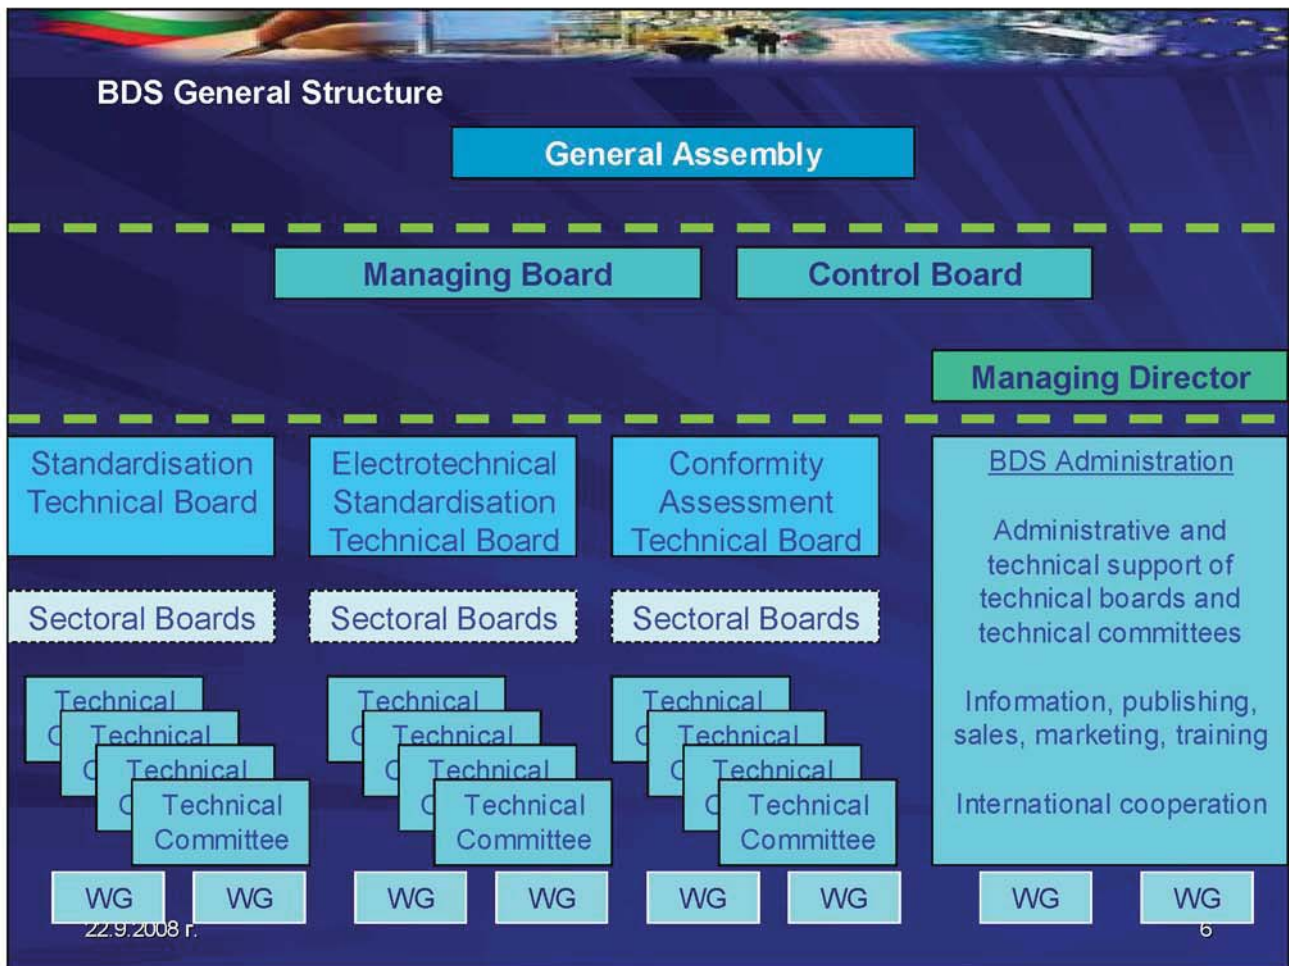 BDS General Structure
General Assembly
Managing Board
Control Board
Managing Director
Standardisation
Technical Board
Electrotechnical
Standardisation
Technical Board
Conformity
Assessment
Technical Board
BDS Administration
Administrative and
technical support of
technical boards and
technical committees
Information, publishing,
sales, marketing, training
International cooperation
Sectoral Boards
Sectoral Boards
Sectoral Boards
Technical
C
Technical
C
Technical
C
Technical
Committee
Technical
C
Technical
C
Technical
C
Technical
Committee
Technical
C
Technical
C
Technical
C
Technical
Committee
WG
WG
WG
WG
WG
WG
WG
WG
22.9.2008 г.
6